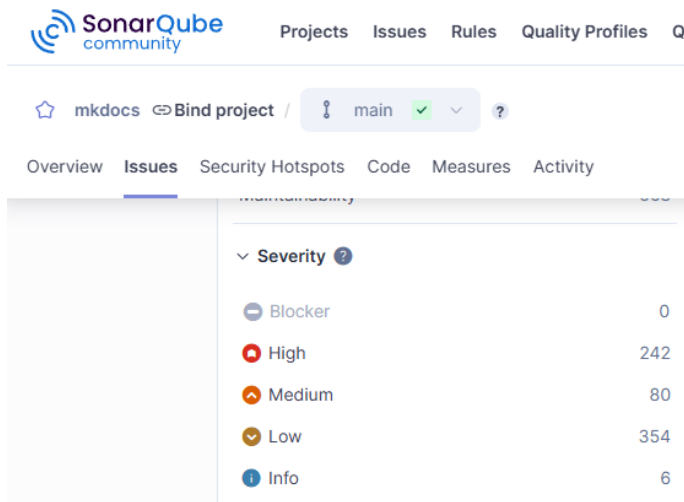 SonarQube
community
Projects Issues Rules Quality Profiles Q
mkdocs Bind project / main ?
Overview Issues Security Hotspots Code Measures Activity
Maintainability
Severity ?
Blocker 0
High 242
Medium 80
Low 354
Info 6